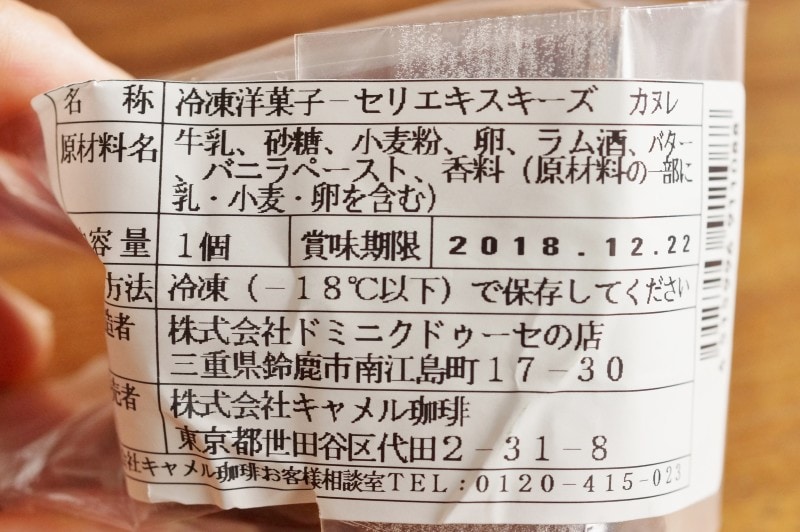 名称 冷凍洋菓子－セリエキスキーズ カヌレ
原材料名 牛乳、砂糖、小麦粉、卵、ラム酒、バター
、バニラペースト、香料（原材料の一部に
乳・小麦・卵を含む）
容量 1個 賞味期限 2018.12.22
方法 冷凍（－18℃以下）で保存してください
造者 株式会社ドミニクドゥーセの店
三重県鈴鹿市南江島町17－30
売者 株式会社キャメル珈琲
東京都世田谷区代田2－31－8
会社キャメル珈琲お客様相談室TEL：0120－415－023